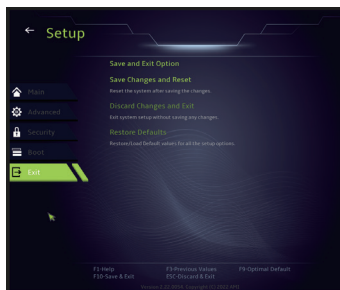 Setup
Save and Exit Option
Save Changes and Reset
Reset the system after saving the changes.
Main
Discard Changes and Exit
Advanced
Exit system setup without saving any changes.
Security
Restore Defaults
Restore/Load Default values for all the setup options.
Boot
Exit
F1-Help F3-Previous Values F9-Optimal Default
F10-Save & Exit ESC-Discard & Exit